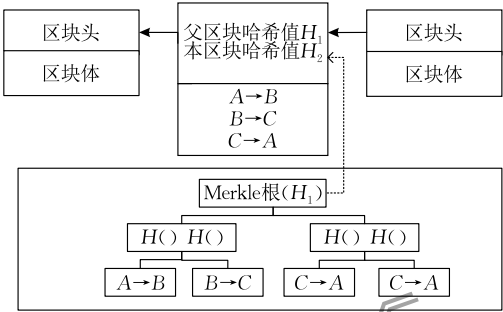 区块头
区块体
父区块哈希值H₁
本区块哈希值H₂
A→B
B→C
C→A
区块头
区块体
Merkle根(H₁)
H( ) H( )
H( ) H( )
A→B
B→C
C→A
C→A